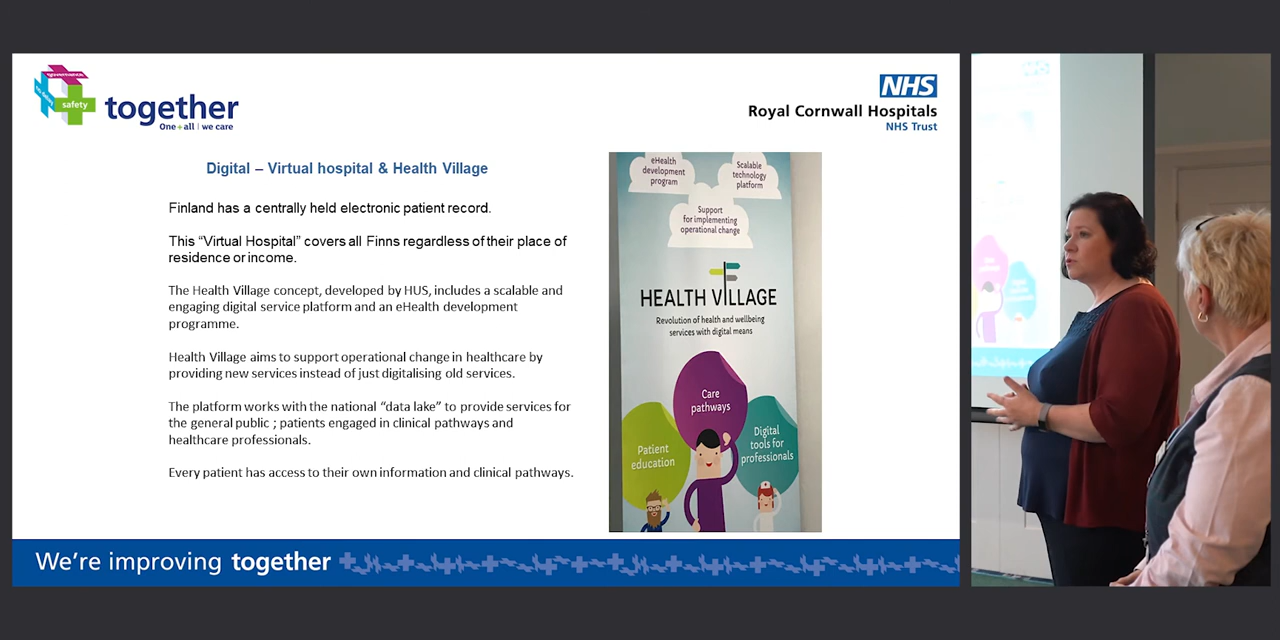 safety
together
One + all | we care
NHS
Royal Cornwall Hospitals
NHS Trust
Digital – Virtual hospital & Health Village
Finland has a centrally held electronic patient record.
This “Virtual Hospital” covers all Finns regardless of their place of
residence or income.
The Health Village concept, developed by HUS, includes a scalable and
engaging digital service platform and an eHealth development
programme.
Health Village aims to support operational change in healthcare by
providing new services instead of just digitalising old services.
The platform works with the national “data lake” to provide services for
the general public ; patients engaged in clinical pathways and
healthcare professionals.
Every patient has access to their own information and clinical pathways.
eHealth
development
program
Scalable
technology
platform
Support
for implementing
operational change
HEALTH VILLAGE
Revolution of health and wellbeing
services with digital means
Care
pathways
Patient
education
Digital
tools for
professionals
We’re improving together